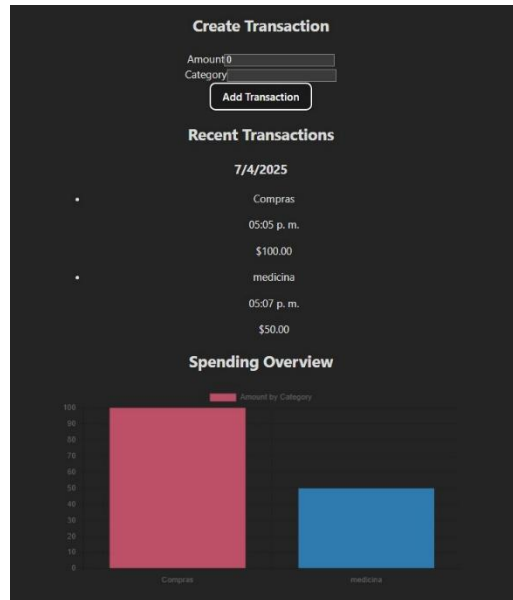 Create Transaction
Amount 0
Category
Add Transaction
Recent Transactions
7/4/2025
Compras
05:05 p. m.
$100.00
medicina
05:07 p. m.
$50.00
Spending Overview
Amount by Category
100
90
80
70
60
50
40
30
20
10
0
Compras medicina